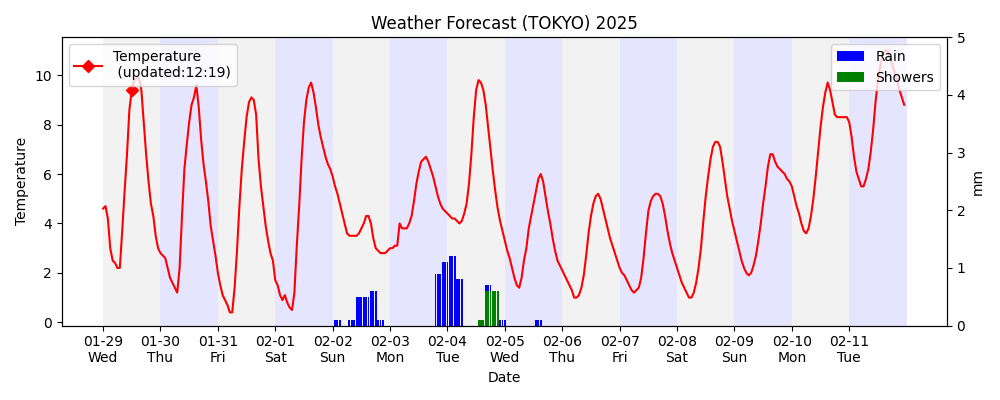 Weather Forecast (TOKYO) 2025
Temperature
(updated:12:19)
Rain
Showers
Temperature
10
8
6
4
2
0
5
4
3
2
1
0
mm
01-29 01-30 01-31 02-01 02-02 02-03 02-04 02-05 02-06 02-07 02-08 02-09 02-10 02-11
Wed Thu Fri Sat Sun Mon Tue Wed Thu Fri Sat Sun Mon Tue
Date